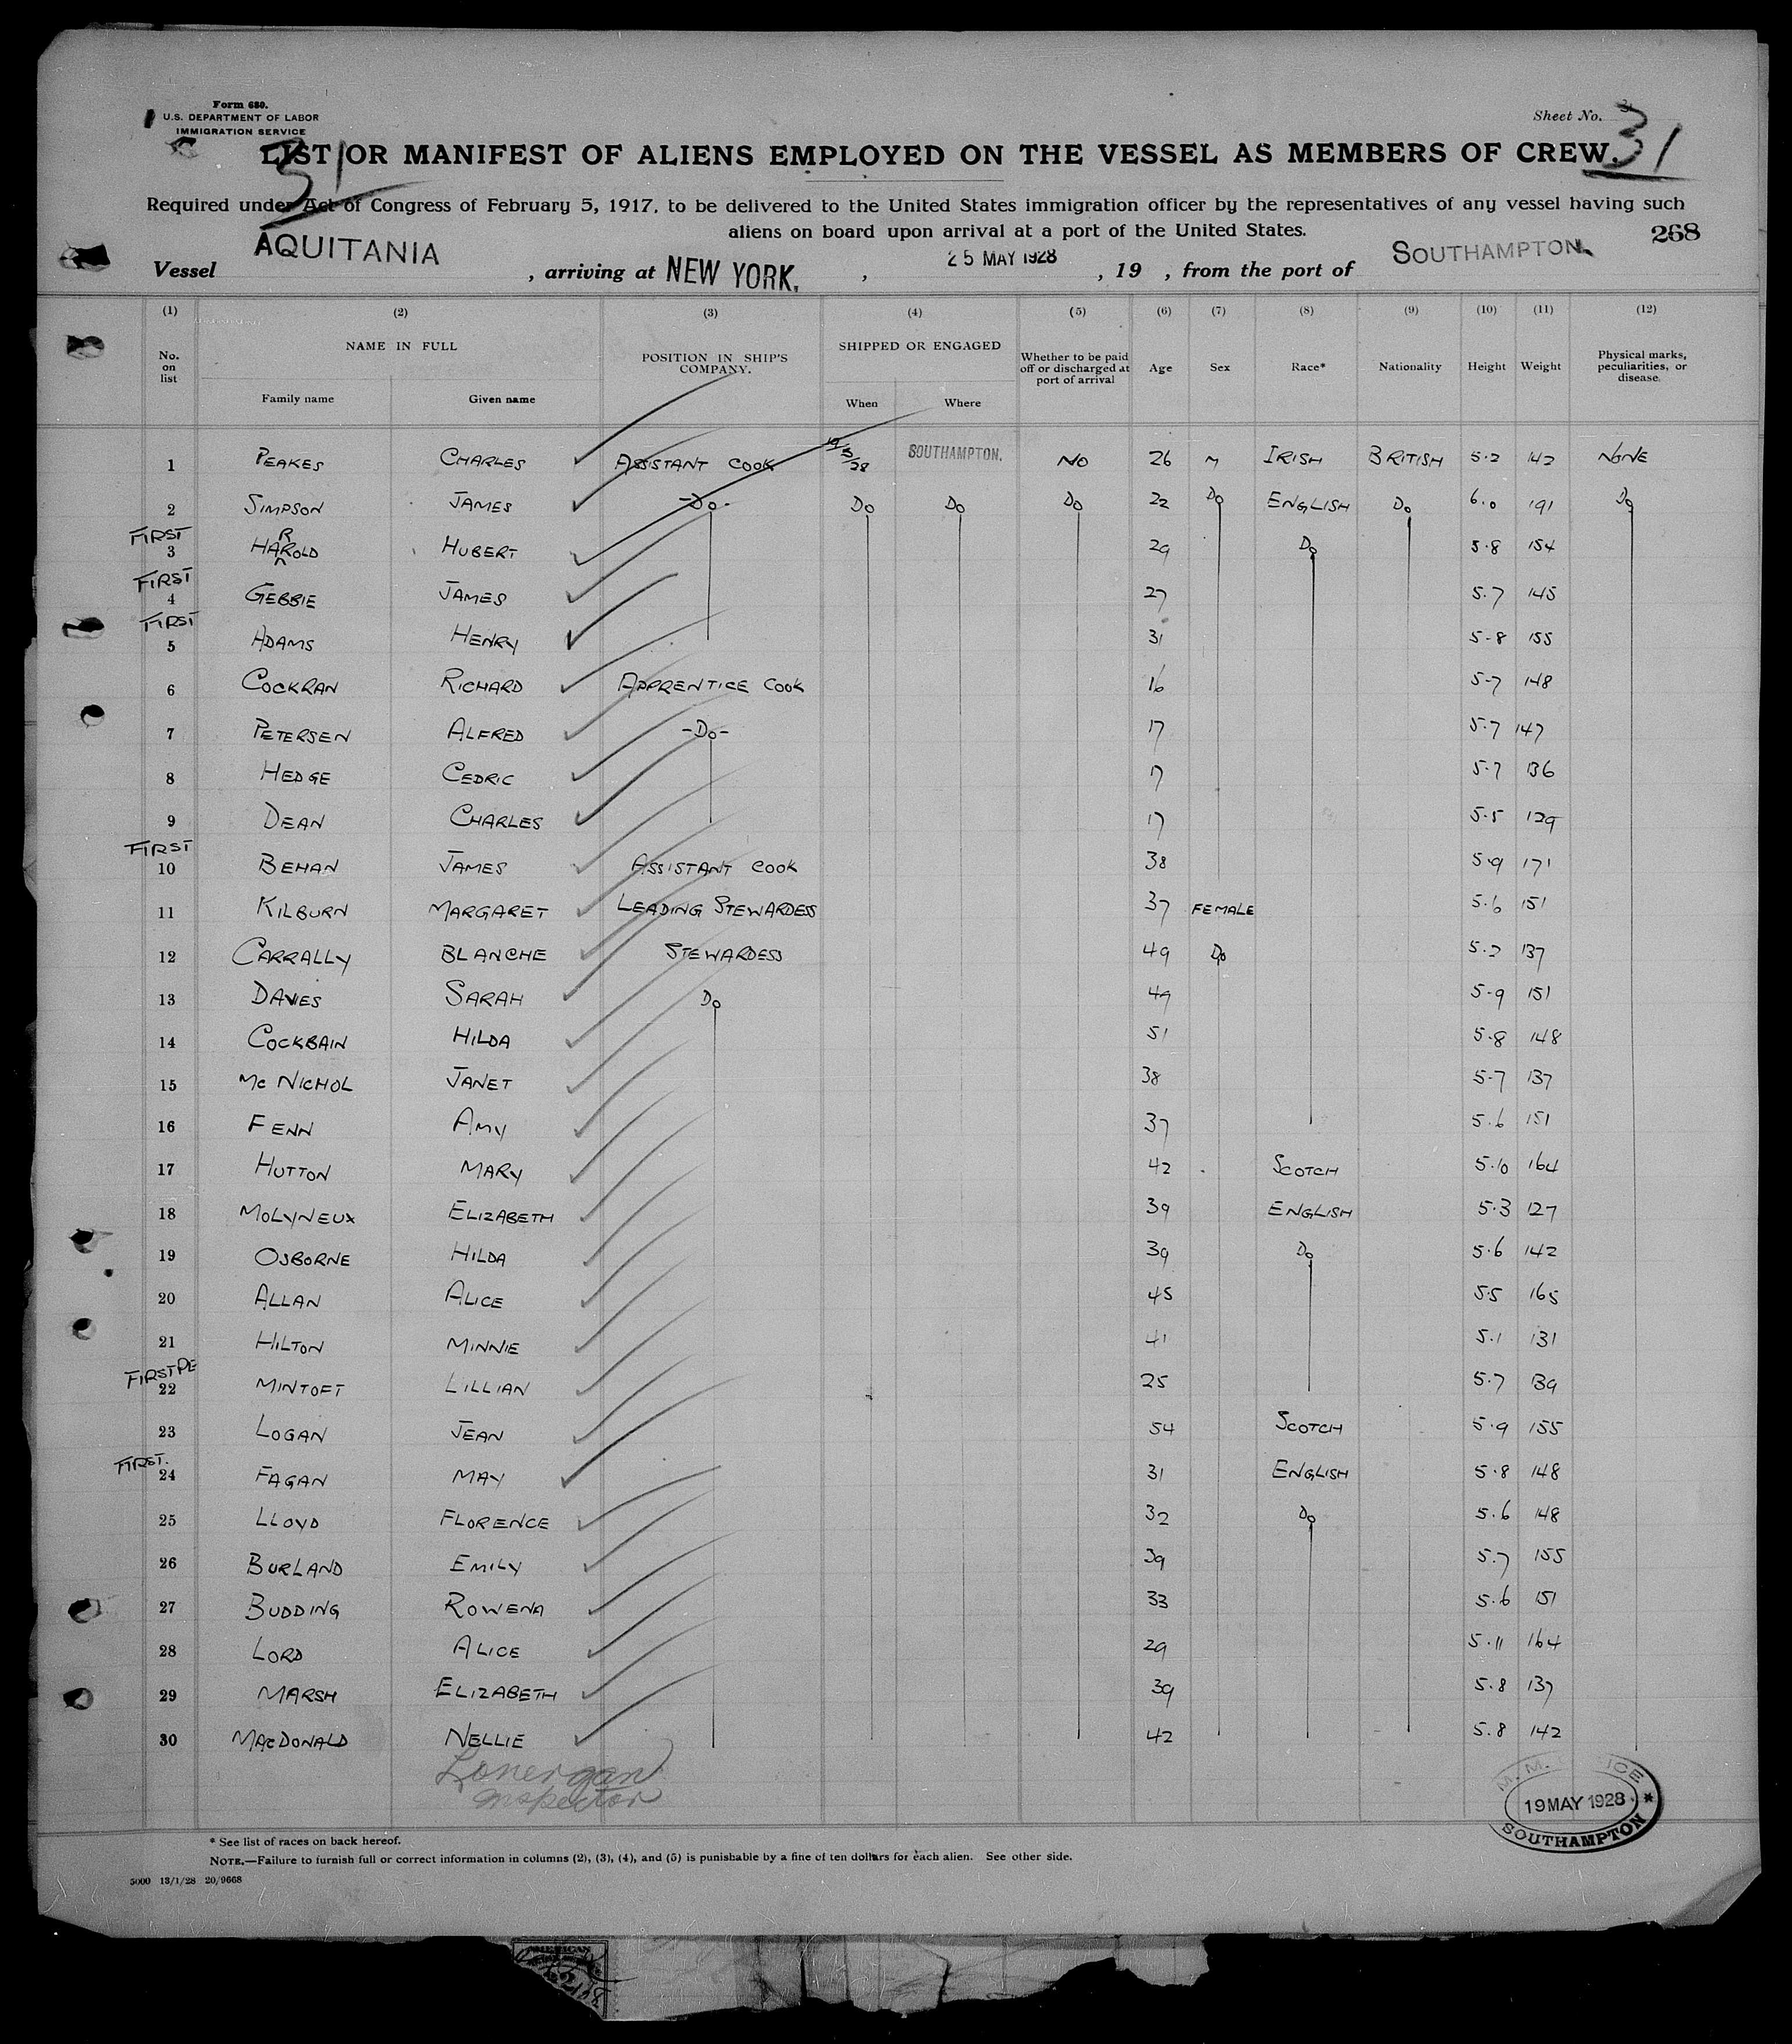 Form 680.
U.S. DEPARTMENT OF LABOR
IMMIGRATION SERVICE
Sheet No. 31
31
LIST OR MANIFEST OF ALIENS EMPLOYED ON THE VESSEL AS MEMBERS OF CREW.
Required under Act of Congress of February 5, 1917, to be delivered to the United States immigration officer by the representatives of any vessel having such
aliens on board upon arrival at a port of the United States.
268
Vessel AQUITANIA, arriving at NEW YORK, 25 MAY 1928, 19 , from the port of SOUTHAMPTON.
(1) (2) (3) (4) (5) (6) (7) (8) (9) (10) (11) (12)
No. on list NAME IN FULL POSITION IN SHIP'S COMPANY. SHIPPED OR ENGAGED Whether to be paid off or discharged at port of arrival Age Sex Race* Nationality Height Weight Physical marks, peculiarities, or disease.
Family name Given name When Where
1 PEAKES CHARLES ASSISTANT COOK 19/5/28 SOUTHAMPTON. NO 26 M IRISH BRITISH 5.2 142 NONE
2 SIMPSON JAMES -Do- Do Do Do 22 Do ENGLISH Do 6.0 191 Do
FIRST
3 HARROLD HUBERT 29 Do 5.8 154
FIRST
4 GEBBIE JAMES 27 5.7 145
FIRST
5 ADAMS HENRY 31 5-8 155
6 COCKRAN RICHARD APPRENTICE COOK 16 5-7 148
7 PETERSEN ALFRED -Do- 17 5.7 147
8 HEDGE CEDRIC 17 5.7 136
9 DEAN CHARLES 17 5.5 129
FIRST
10 BEHAN JAMES ASSISTANT COOK 38 5.9 171
11 KILBURN MARGARET LEADING STEWARDESS 37 FEMALE 5.6 151
12 CARRALLY BLANCHE STEWARDESS 49 Do 5.2 137
13 DAVIES SARAH Do 49 5-9 151
14 COCKBAIN HILDA 51 5.8 148
15 Mc NICHOL JANET 38 5-7 137
16 FENN AMY 37 5.6 151
17 HUTTON MARY 42 SCOTCH 5.10 164
18 MOLYNEUX ELIZABETH 39 ENGLISH 5.3 127
19 OSBORNE HILDA 39 Do 5.6 142
20 ALLAN ALICE 45 5.5 165
21 HILTON MINNIE 41 5.1 131
FIRST PE
22 MINTOFT LILLIAN 25 5.7 139
23 LOGAN JEAN 54 SCOTCH 5.9 155
FIRST.
24 FAGAN MAY 31 ENGLISH 5.8 148
25 LLOYD FLORENCE 32 Do 5.6 148
26 BURLAND EMILY 39 5.7 155
27 BUDDING ROWENA 33 5.6 151
28 LORD ALICE 29 5.11 164
29 MARSH ELIZABETH 39 5.8 137
30 MACDONALD NELLIE 42 5.8 142
Lonergan
Inspector
M.M. ICE
19 MAY 1928
SOUTHAMPTON
* See list of races on back hereof.
NOTE.—Failure to furnish full or correct information in columns (2), (3), (4), and (5) is punishable by a fine of ten dollars for each alien. See other side.
5000 13/1/28 20/9668
AMERICAN